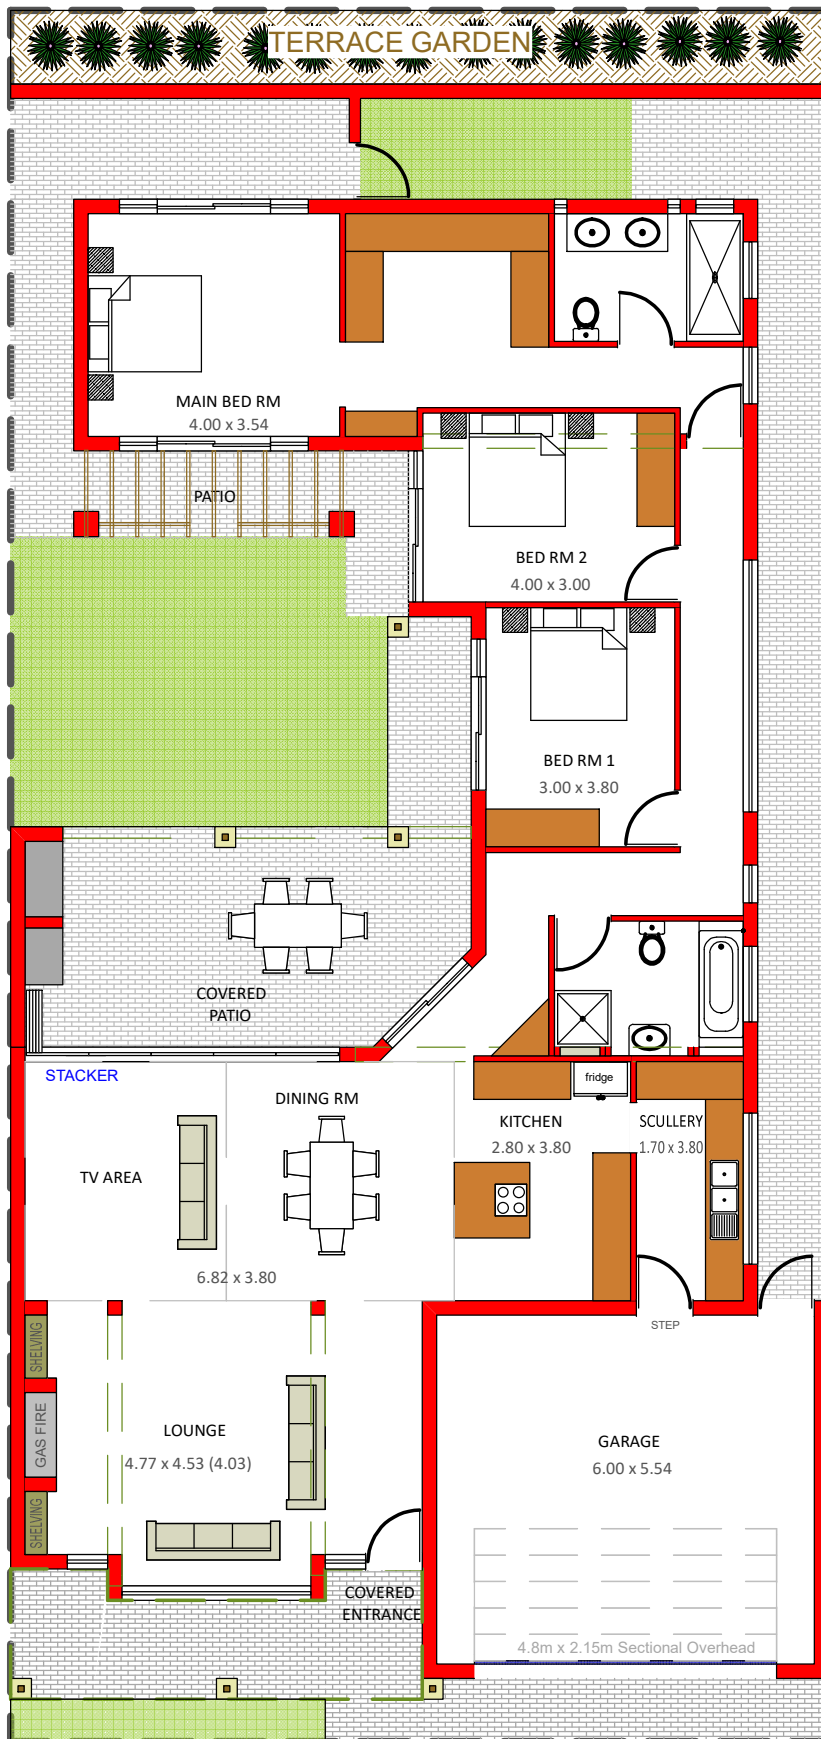 TERRACE GARDEN
MAIN BED RM
4.00 x 3.54
PATIO
BED RM 2
4.00 x 3.00
BED RM 1
3.00 x 3.80
COVERED
PATIO
STACKER
DINING RM
fridge
KITCHEN
2.80 x 3.80
SCULLERY
1.70 x 3.80
TV AREA
6.82 x 3.80
STEP
SHELVING
GAS FIRE
SHELVING
LOUNGE
4.77 x 4.53 (4.03)
GARAGE
6.00 x 5.54
COVERED
ENTRANCE
4.8m x 2.15m Sectional Overhead